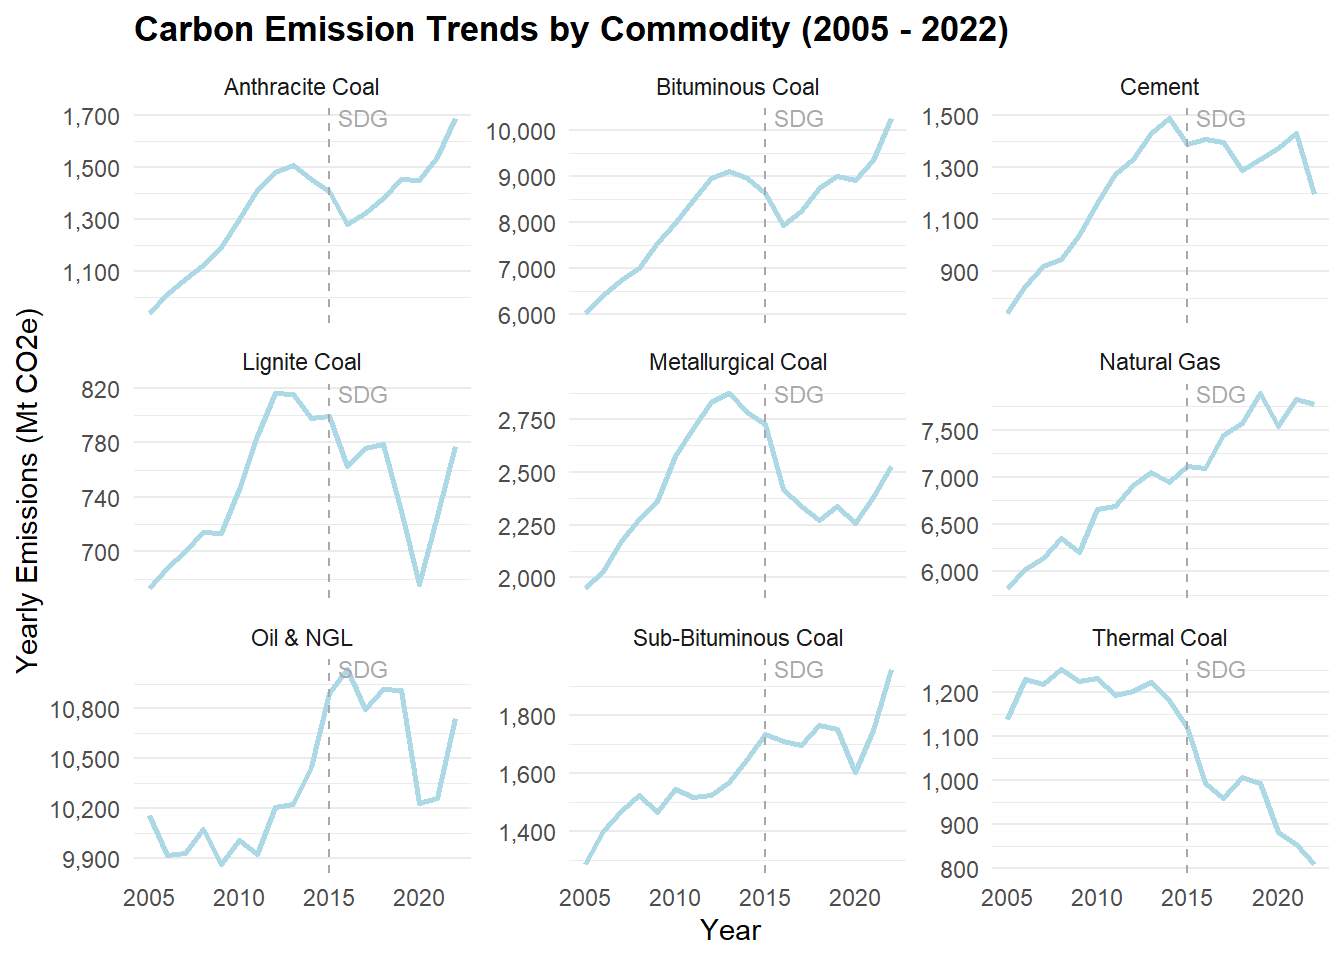 Carbon Emission Trends by Commodity (2005 - 2022)
Yearly Emissions (Mt CO2e)
Anthracite Coal
SDG
1,700
1,500
1,300
1,100
Bituminous Coal
SDG
10,000
9,000
8,000
7,000
6,000
Cement
SDG
1,500
1,300
1,100
900
Lignite Coal
SDG
820
780
740
700
Metallurgical Coal
SDG
2,750
2,500
2,250
2,000
Natural Gas
SDG
7,500
7,000
6,500
6,000
Oil & NGL
SDG
10,800
10,500
10,200
9,900
2005 2010 2015 2020
Sub-Bituminous Coal
SDG
1,800
1,600
1,400
2005 2010 2015 2020
Thermal Coal
SDG
1,200
1,100
1,000
900
800
2005 2010 2015 2020
Year